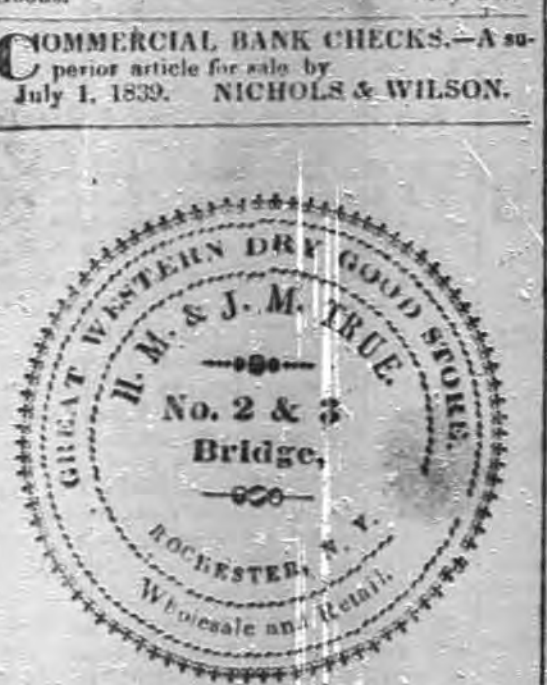 COMMERCIAL BANK CHECKS.—A su-
perior article for sale by
July 1, 1839. NICHOLS & WILSON.
GREAT WESTERN DRY GOOD STORE.
H. M. & J. M. TRUE.
No. 2 & 3
Bridge,
ROCHESTER, N. Y.
Wholesale and Retail.